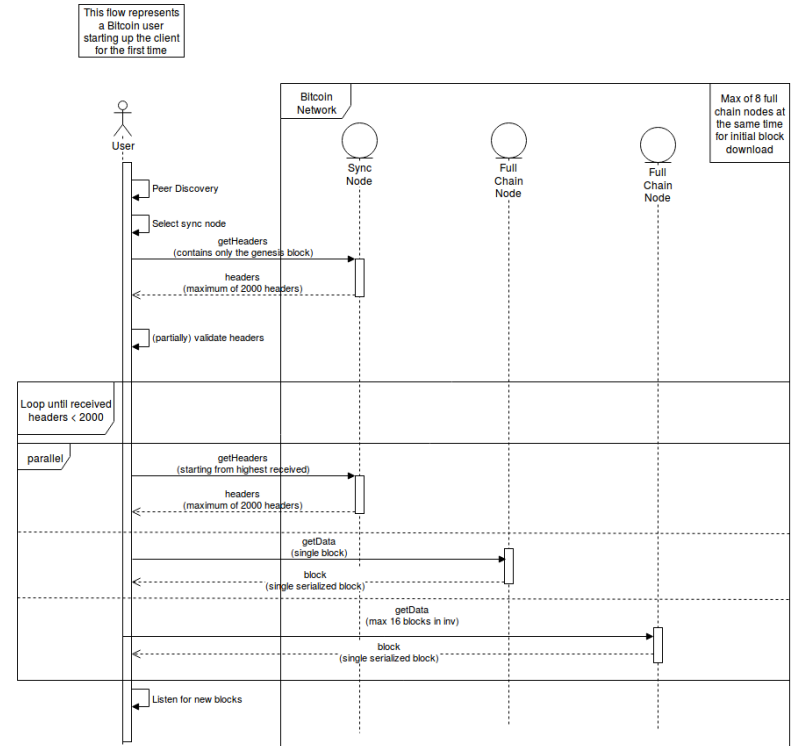 This flow represents
a Bitcoin user
starting up the client
for the first time
Bitcoin
Network
Max of 8 full
chain nodes at
the same time
for initial block
download
User
Sync
Node
Full
Chain
Node
Full
Chain
Node
Peer Discovery
Select sync node
getHeaders
(contains only the genesis block)
headers
(maximum of 2000 headers)
(partially) validate headers
Loop until received
headers < 2000
parallel
getHeaders
(starting from highest received)
headers
(maximum of 2000 headers)
getData
(single block)
block
(single serialized block)
getData
(max 16 blocks in inv)
block
(single serialized block)
Listen for new blocks